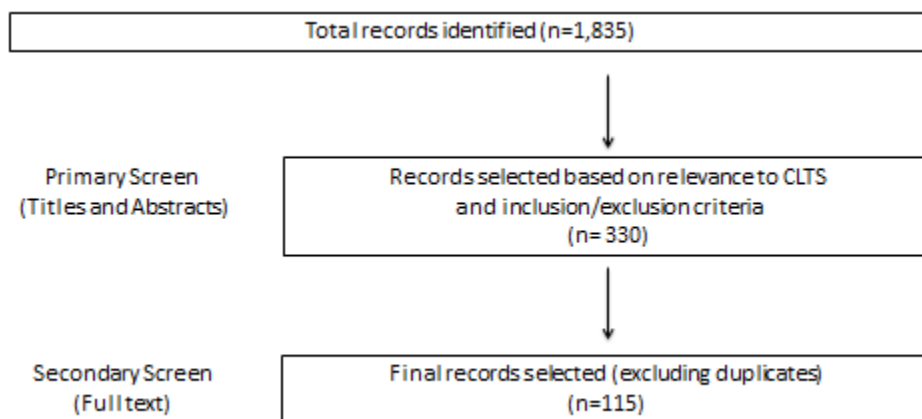 Total records identified (n=1,835)
Primary Screen
(Titles and Abstracts)
Records selected based on relevance to CLTS
and inclusion/exclusion criteria
(n= 330)
Secondary Screen
(Full text)
Final records selected (excluding duplicates)
(n=115)